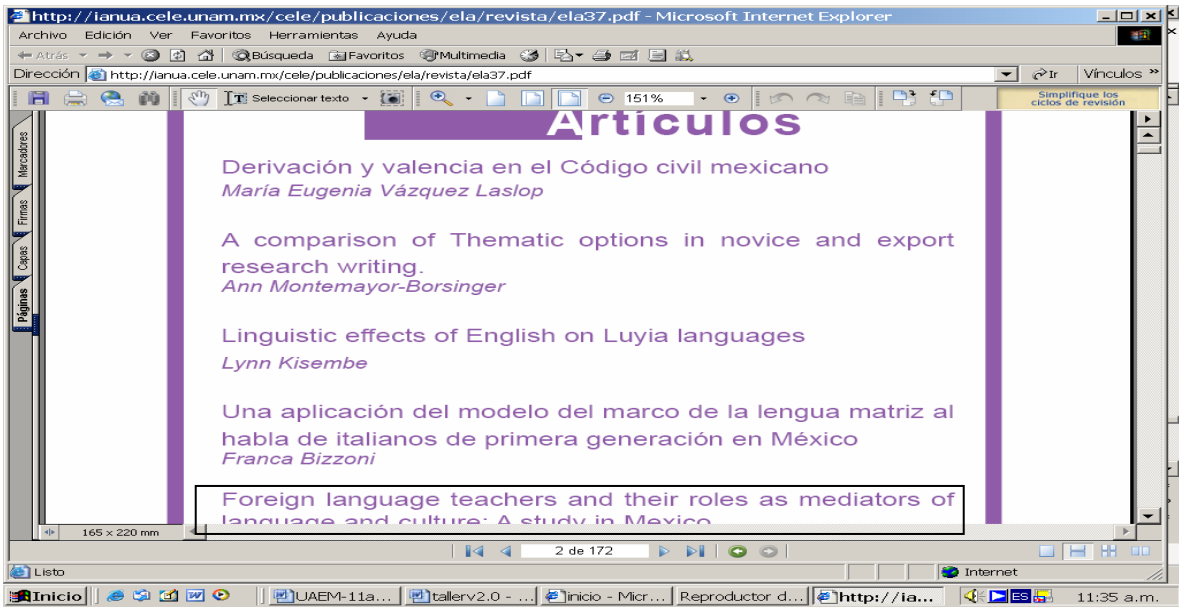 http://ianua.cele.unam.mx/cele/publicaciones/ela/revista/ela37.pdf - Microsoft Internet Explorer
Archivo Edición Ver Favoritos Herramientas Ayuda
Atrás Búsqueda Favoritos Multimedia
Dirección http://ianua.cele.unam.mx/cele/publicaciones/ela/revista/ela37.pdf Ir Vínculos »
Seleccionar texto 151% Simplifique los
ciclos de revisión
Artículos
Derivación y valencia en el Código civil mexicano
María Eugenia Vázquez Laslop
A comparison of Thematic options in novice and export
research writing.
Ann Montemayor-Borsinger
Linguistic effects of English on Luyia languages
Lynn Kisembe
Una aplicación del modelo del marco de la lengua matriz al
habla de italianos de primera generación en México
Franca Bizzoni
Foreign language teachers and their roles as mediators of
language and culture: A study in Mexico
Marcadores
Firmas
Capas
Páginas
165 x 220 mm
2 de 172
Listo Internet
Inicio UAEM-11a... tallerv2.0 - ... inicio - Micr... Reproductor d... http://ia... ES 11:35 a.m.